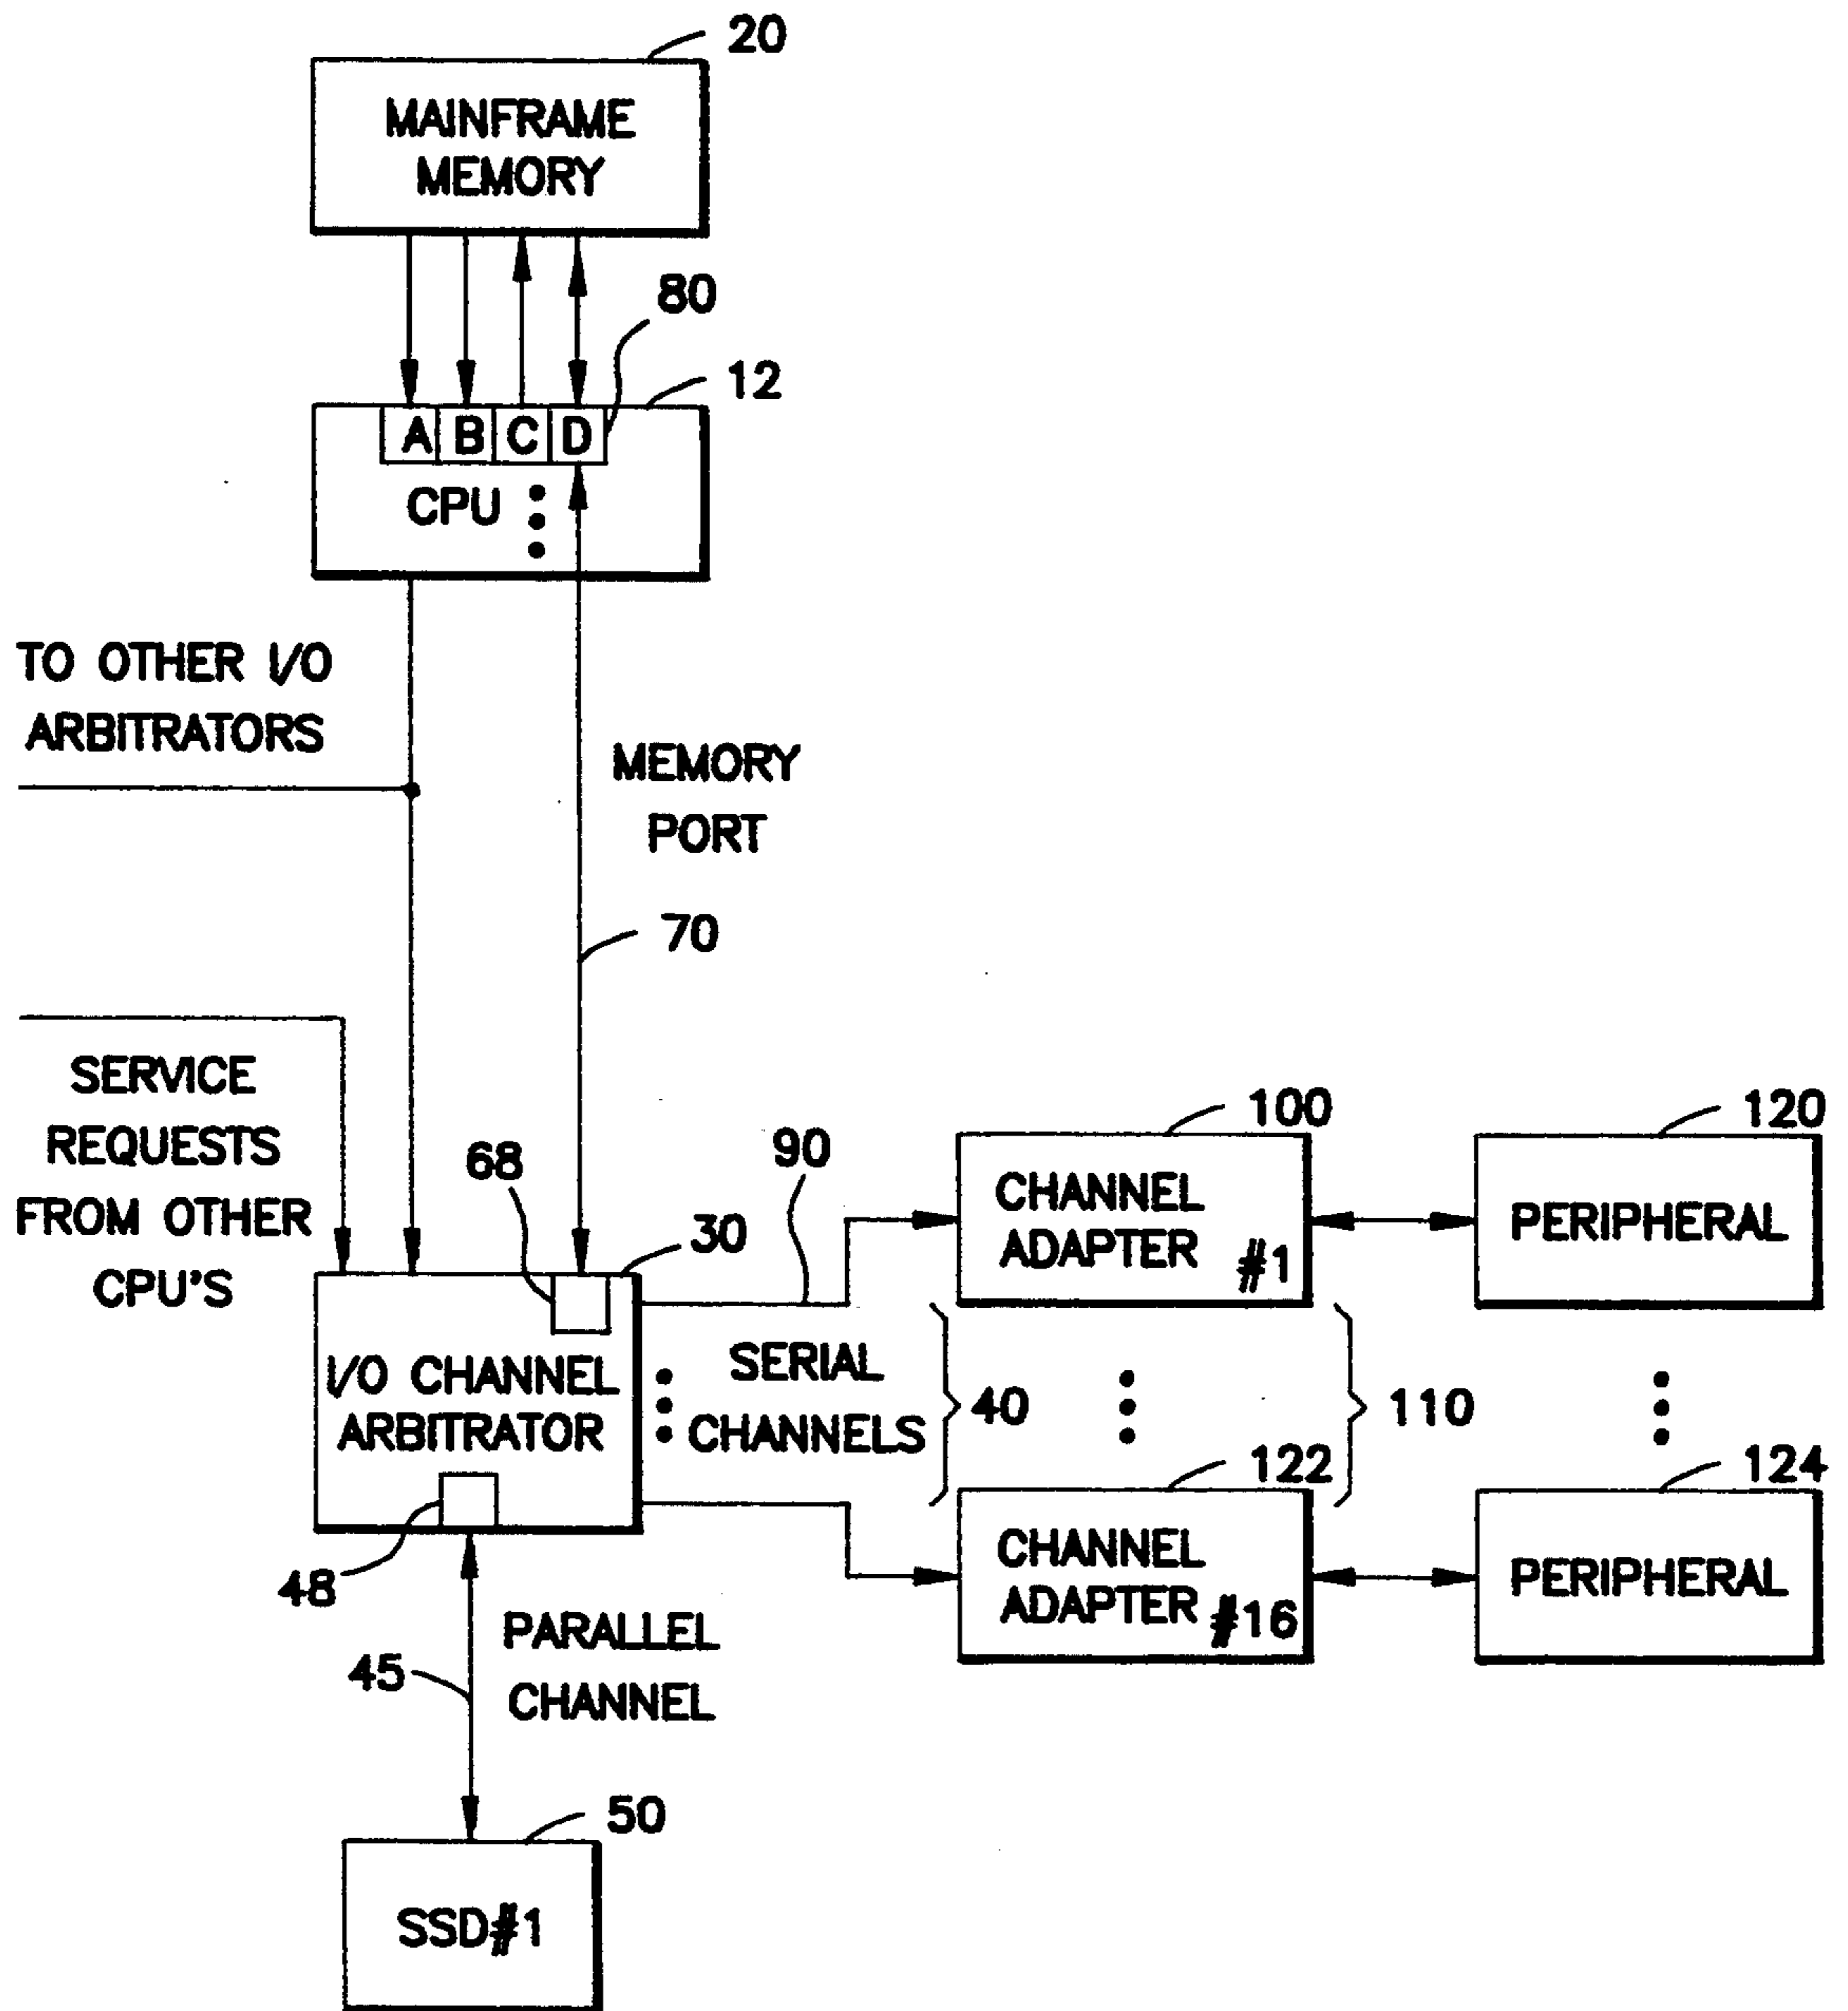 20
MAINFRAME
MEMORY
80
12
A B C D
CPU
TO OTHER I/O
ARBITRATORS
MEMORY
PORT
70
SERVICE
REQUESTS
FROM OTHER
CPU'S
68
30
90
100
120
CHANNEL
ADAPTER #1
PERIPHERAL
I/O CHANNEL
ARBITRATOR
SERIAL
CHANNELS
40
110
48
122
124
CHANNEL
ADAPTER #16
PERIPHERAL
PARALLEL
CHANNEL
45
50
SSD#1